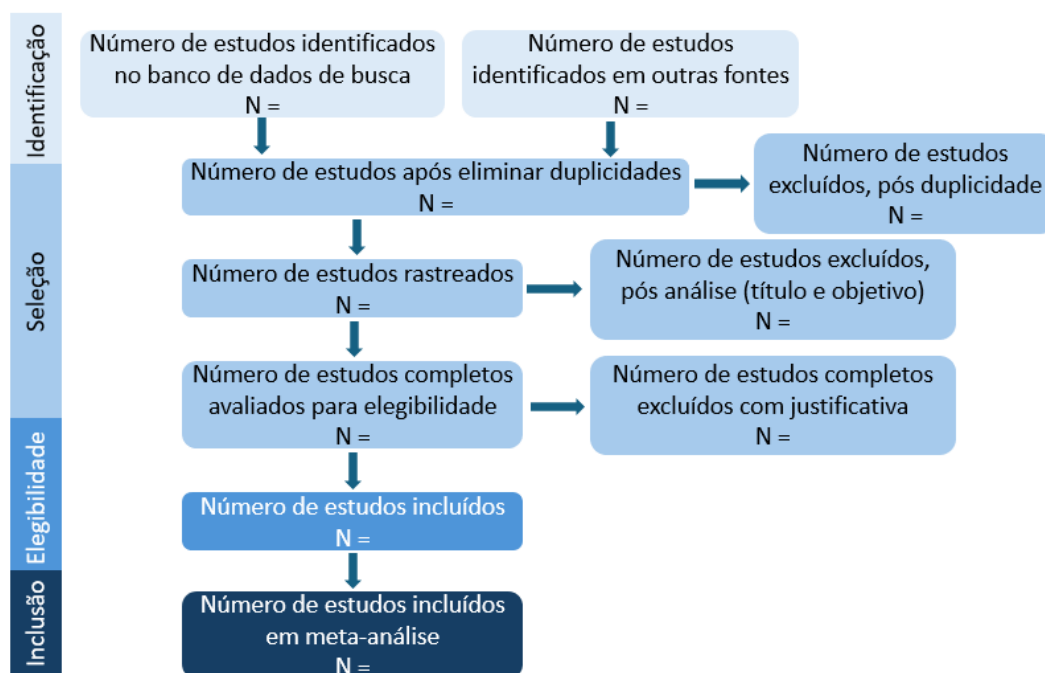 Identificação
Número de estudos identificados
no banco de dados de busca
N =
Número de estudos
identificados em outras fontes
N =
Seleção
Número de estudos após eliminar duplicidades
N =
Número de estudos
excluídos, pós duplicidade
N =
Número de estudos rastreados
N =
Número de estudos excluídos,
pós análise (título e objetivo)
N =
Número de estudos completos
avaliados para elegibilidade
N =
Número de estudos completos
excluídos com justificativa
N =
Elegibilidade
Número de estudos incluídos
N =
Inclusão
Número de estudos incluídos
em meta-análise
N =